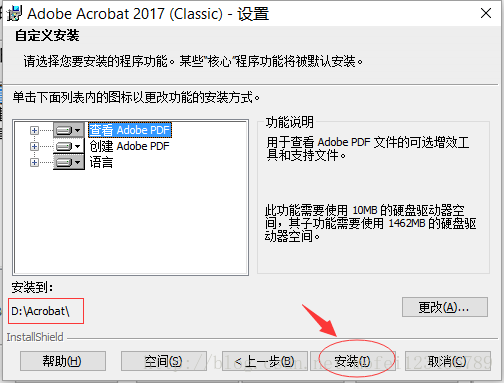 Adobe Acrobat 2017 (Classic) - 设置
自定义安装
请选择您要安装的程序功能。某些"核心"程序功能将被默认安装。
单击下面列表内的图标以更改功能的安装方式。
查看 Adobe PDF
创建 Adobe PDF
语言
功能说明
用于查看 Adobe PDF 文件的可选增效工
具和支持文件。
此功能需要使用 10MB 的硬盘驱动器空
间，其子功能需要使用 1462MB 的硬盘驱
动器空间。
安装到:
D:\Acrobat\
更改(A)...
InstallShield
帮助(H)
空间(S)
< 上一步(B)
安装(I)
取消(C)